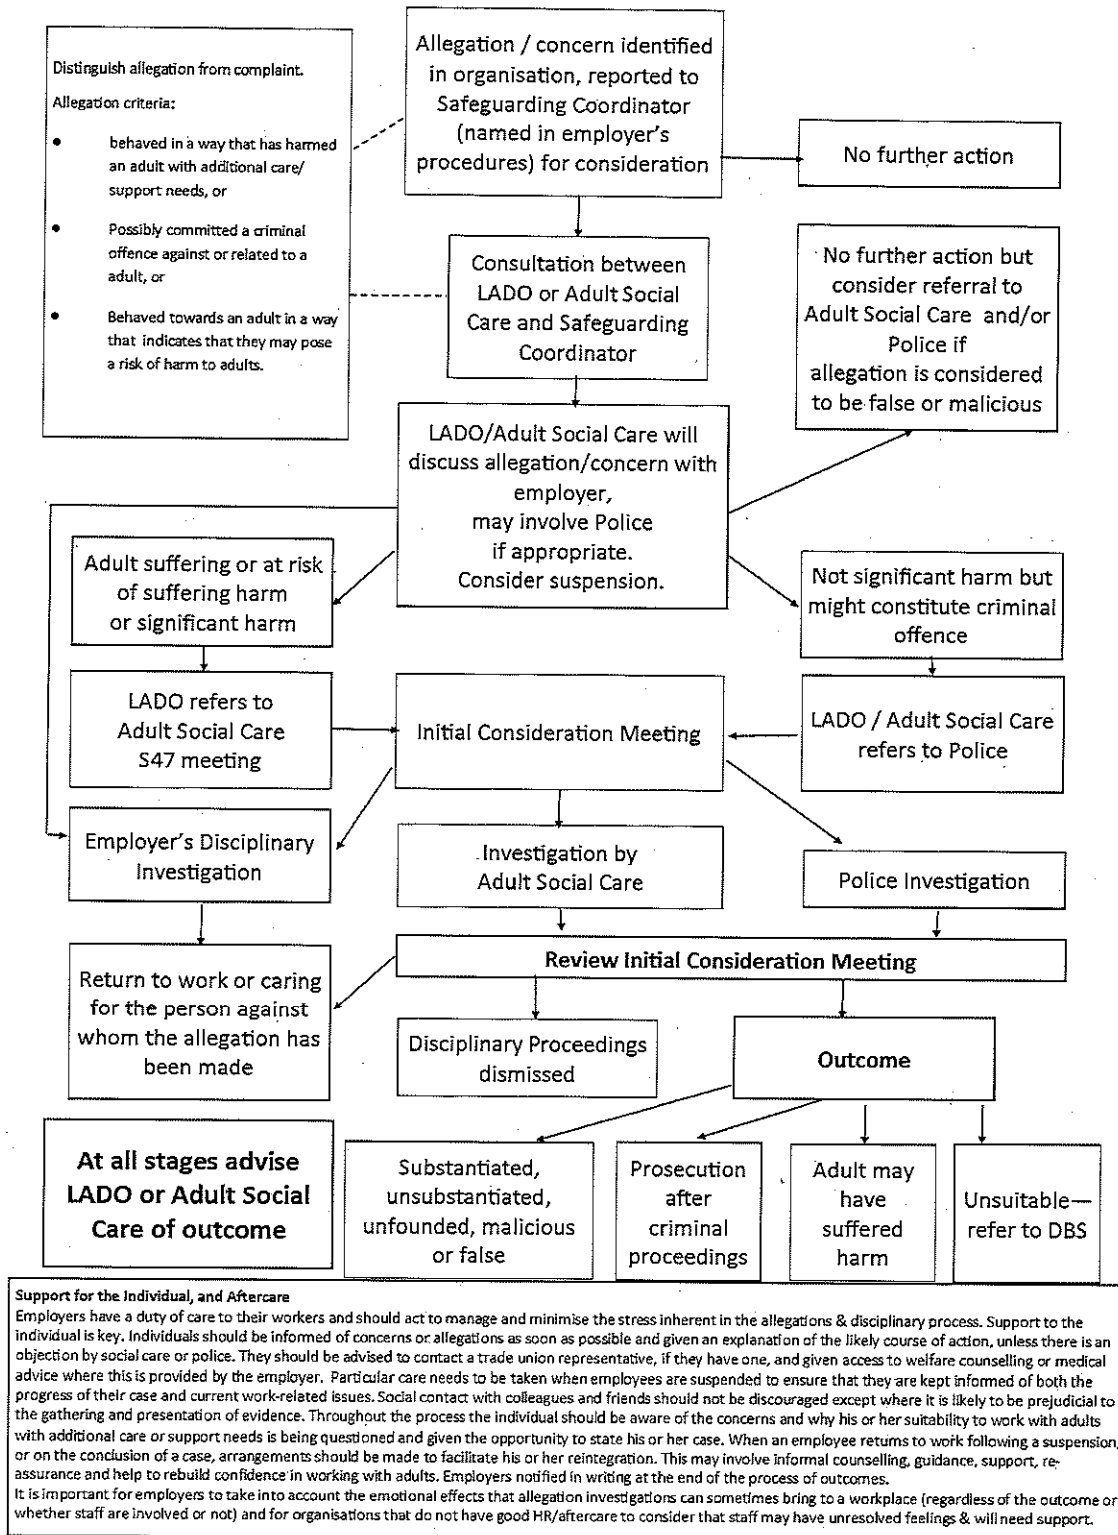 Distinguish allegation from complaint.
Allegation criteria:
• behaved in a way that has harmed
an adult with additional care/
support needs, or
• Possibly committed a criminal
offence against or related to a
adult, or
• Behaved towards an adult in a way
that indicates that they may pose
a risk of harm to adults.
Allegation / concern identified
in organisation, reported to
Safeguarding Coordinator
(named in employer's
procedures) for consideration
No further action
Consultation between
LADO or Adult Social
Care and Safeguarding
Coordinator
No further action but
consider referral to
Adult Social Care and/or
Police if
allegation is considered
to be false or malicious
LADO/Adult Social Care will
discuss allegation/concern with
employer,
may involve Police
if appropriate.
Consider suspension.
Adult suffering or at risk
of suffering harm
or significant harm
Not significant harm but
might constitute criminal
offence
LADO refers to
Adult Social Care
S47 meeting
Initial Consideration Meeting
LADO / Adult Social Care
refers to Police
Employer's Disciplinary
Investigation
Investigation by
Adult Social Care
Police Investigation
Review Initial Consideration Meeting
Return to work or caring
for the person against
whom the allegation has
been made
Disciplinary Proceedings
dismissed
Outcome
At all stages advise
LADO or Adult Social
Care of outcome
Substantiated,
unsubstantiated,
unfounded, malicious
or false
Prosecution
after
criminal
proceedings
Adult may
have
suffered
harm
Unsuitable—
refer to DBS
Support for the Individual, and Aftercare
Employers have a duty of care to their workers and should act to manage and minimise the stress inherent in the allegations & disciplinary process. Support to the
individual is key. Individuals should be informed of concerns or allegations as soon as possible and given an explanation of the likely course of action, unless there is an
objection by social care or police. They should be advised to contact a trade union representative, if they have one, and given access to welfare counselling or medical
advice where this is provided by the employer. Particular care needs to be taken when employees are suspended to ensure that they are kept informed of both the
progress of their case and current work-related issues. Social contact with colleagues and friends should not be discouraged except where it is likely to be prejudicial to
the gathering and presentation of evidence. Throughout the process the individual should be aware of the concerns and why his or her suitability to work with adults
with additional care or support needs is being questioned and given the opportunity to state his or her case. When an employee returns to work following a suspension,
or on the conclusion of a case, arrangements should be made to facilitate his or her reintegration. This may involve informal counselling, guidance, support, re-
assurance and help to rebuild confidence in working with adults. Employers notified in writing at the end of the process of outcomes.
It is important for employers to take into account the emotional effects that allegation investigations can sometimes bring to a workplace (regardless of the outcome or
whether staff are involved or not) and for organisations that do not have good HR/aftercare to consider that staff may have unresolved feelings & will need support.